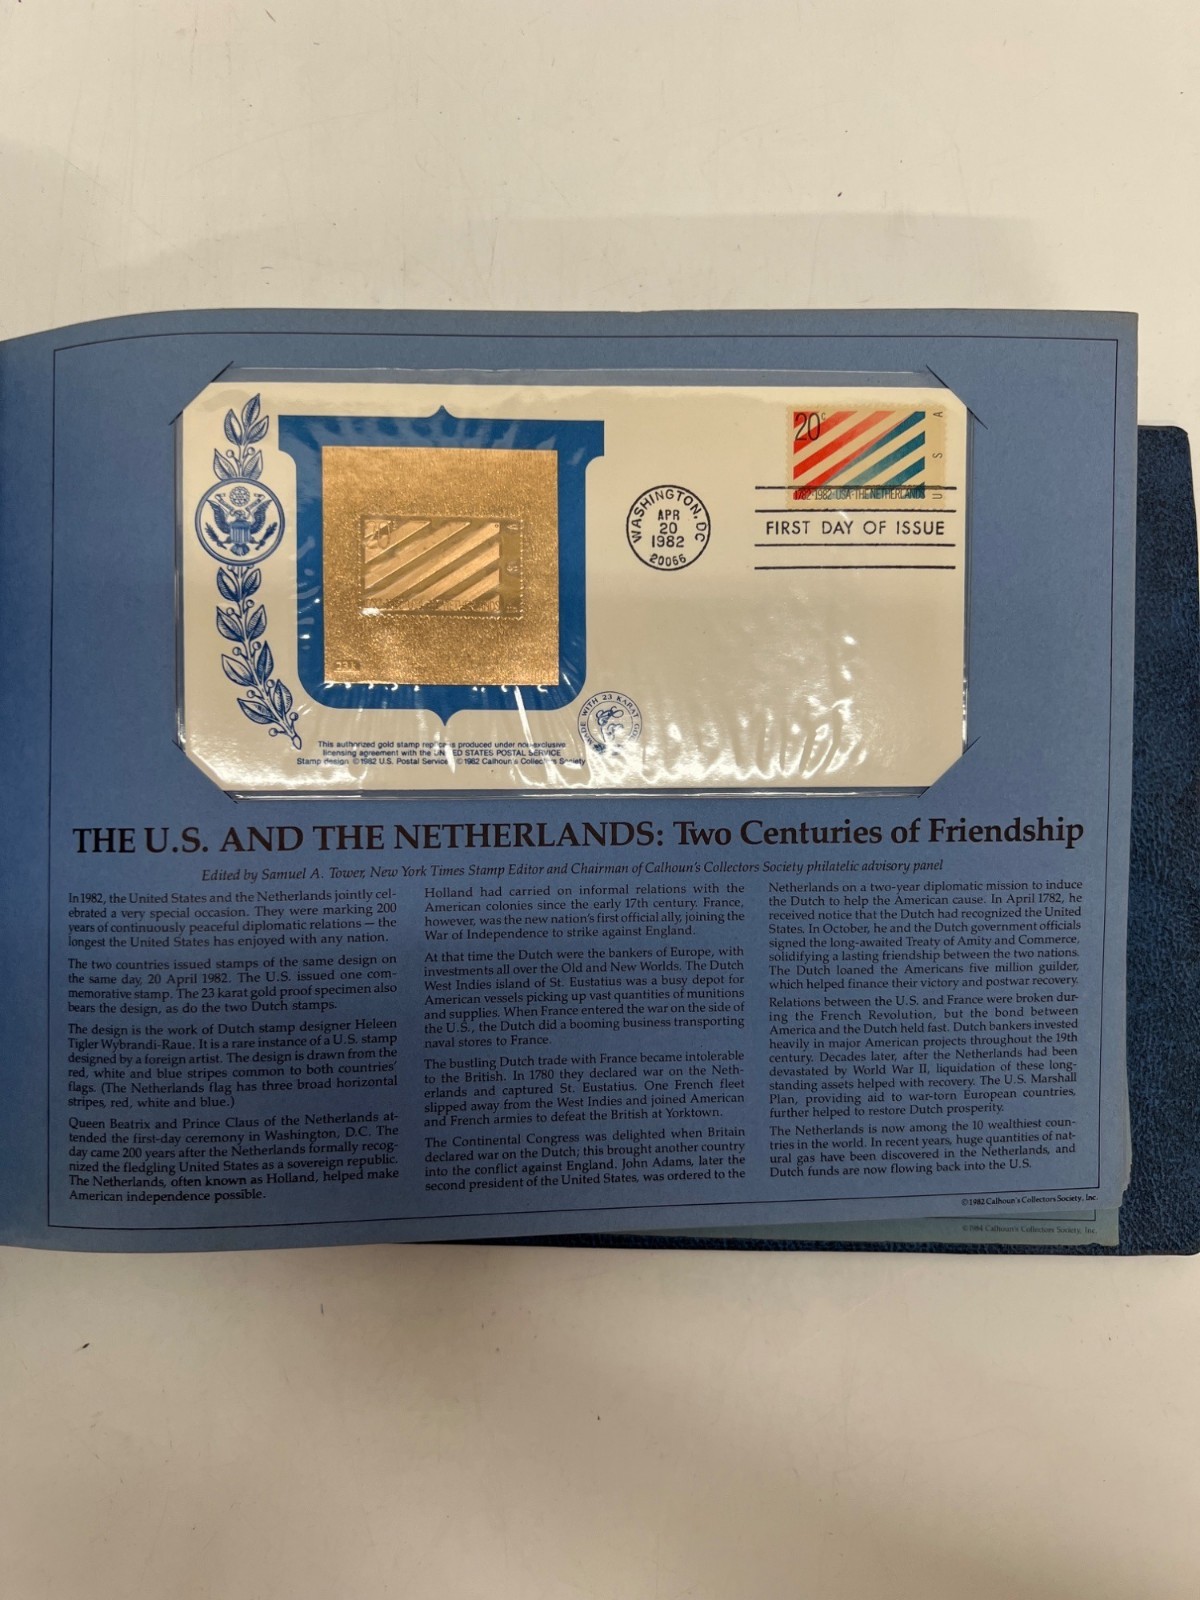 20c
U S A
1782·1982 USA·THE NETHERLANDS
WASHINGTON, DC
APR
20
1982
20066
FIRST DAY OF ISSUE
MADE WITH 23 KARAT
This authorized gold stamp replica is produced under non-exclusive
licensing agreement with the UNITED STATES POSTAL SERVICE
Stamp design ©1982 U.S. Postal Service ©1982 Calhoun's Collectors Society
THE U.S. AND THE NETHERLANDS: Two Centuries of Friendship
Edited by Samuel A. Tower, New York Times Stamp Editor and Chairman of Calhoun's Collectors Society philatelic advisory panel
In 1982, the United States and the Netherlands jointly cel-
ebrated a very special occasion. They were marking 200
years of continuously peaceful diplomatic relations — the
longest the United States has enjoyed with any nation.
The two countries issued stamps of the same design on
the same day, 20 April 1982. The U.S. issued one com-
memorative stamp. The 23 karat gold proof specimen also
bears the design, as do the two Dutch stamps.
The design is the work of Dutch stamp designer Heleen
Tigler Wybrandi-Raue. It is a rare instance of a U.S. stamp
designed by a foreign artist. The design is drawn from the
red, white and blue stripes common to both countries'
flags. (The Netherlands flag has three broad horizontal
stripes, red, white and blue.)
Queen Beatrix and Prince Claus of the Netherlands at-
tended the first-day ceremony in Washington, D.C. The
day came 200 years after the Netherlands formally recog-
nized the fledgling United States as a sovereign republic.
The Netherlands, often known as Holland, helped make
American independence possible.
Holland had carried on informal relations with the
American colonies since the early 17th century. France,
however, was the new nation's first official ally, joining the
War of Independence to strike against England.
At that time the Dutch were the bankers of Europe, with
investments all over the Old and New Worlds. The Dutch
West Indies island of St. Eustatius was a busy depot for
American vessels picking up vast quantities of munitions
and supplies. When France entered the war on the side of
the U.S., the Dutch did a booming business transporting
naval stores to France.
The bustling Dutch trade with France became intolerable
to the British. In 1780 they declared war on the Neth-
erlands and captured St. Eustatius. One French fleet
slipped away from the West Indies and joined American
and French armies to defeat the British at Yorktown.
The Continental Congress was delighted when Britain
declared war on the Dutch; this brought another country
into the conflict against England. John Adams, later the
second president of the United States, was ordered to the
Netherlands on a two-year diplomatic mission to induce
the Dutch to help the American cause. In April 1782, he
received notice that the Dutch had recognized the United
States. In October, he and the Dutch government officials
signed the long-awaited Treaty of Amity and Commerce,
solidifying a lasting friendship between the two nations.
The Dutch loaned the Americans five million guilder,
which helped finance their victory and postwar recovery.
Relations between the U.S. and France were broken dur-
ing the French Revolution, but the bond between
America and the Dutch held fast. Dutch bankers invested
heavily in major American projects throughout the 19th
century. Decades later, after the Netherlands had been
devastated by World War II, liquidation of these long-
standing assets helped with recovery. The U.S. Marshall
Plan, providing aid to war-torn European countries,
further helped to restore Dutch prosperity.
The Netherlands is now among the 10 wealthiest coun-
tries in the world. In recent years, huge quantities of nat-
ural gas have been discovered in the Netherlands, and
Dutch funds are now flowing back into the U.S.
©1982 Calhoun's Collectors Society, Inc.
©1984 Calhoun's Collectors Society, Inc.